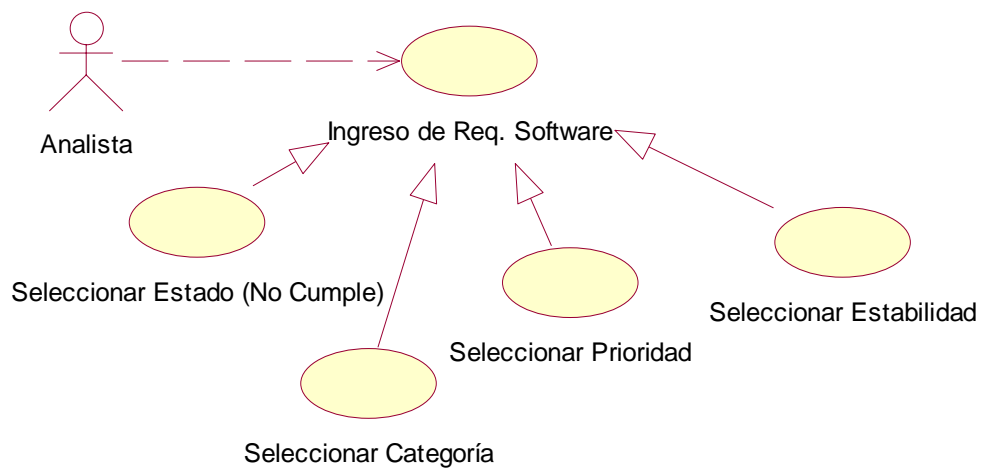 Analista
Ingreso de Req. Software
Seleccionar Estado (No Cumple)
Seleccionar Estabilidad
Seleccionar Prioridad
Seleccionar Categoría